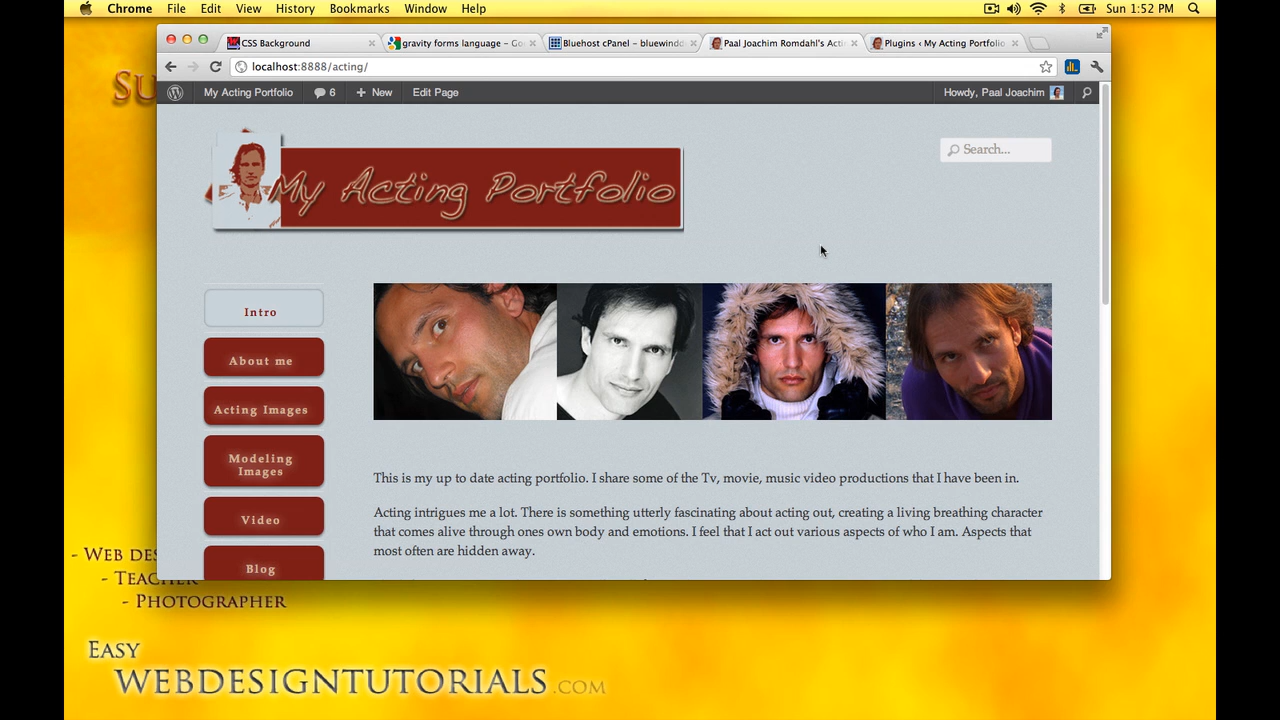 Chrome File Edit View History Bookmarks Window Help Sun 1:52 PM
CSS Background gravity forms language – Go Bluehost cPanel – bluewindd Paal Joachim Romdahl's Acti Plugins ‹ My Acting Portfolio
localhost:8888/acting/
My Acting Portfolio 6 + New Edit Page Howdy, Paal Joachim
My Acting Portfolio
Search...
Intro
About me
Acting Images
Modeling
Images
Video
Blog
This is my up to date acting portfolio. I share some of the Tv, movie, music video productions that I have been in.
Acting intrigues me a lot. There is something utterly fascinating about acting out, creating a living breathing character
that comes alive through ones own body and emotions. I feel that I act out various aspects of who I am. Aspects that
most often are hidden away.
Su
- Web des
- Teacher
- Photographer
Easy
webdesigntutorials.com